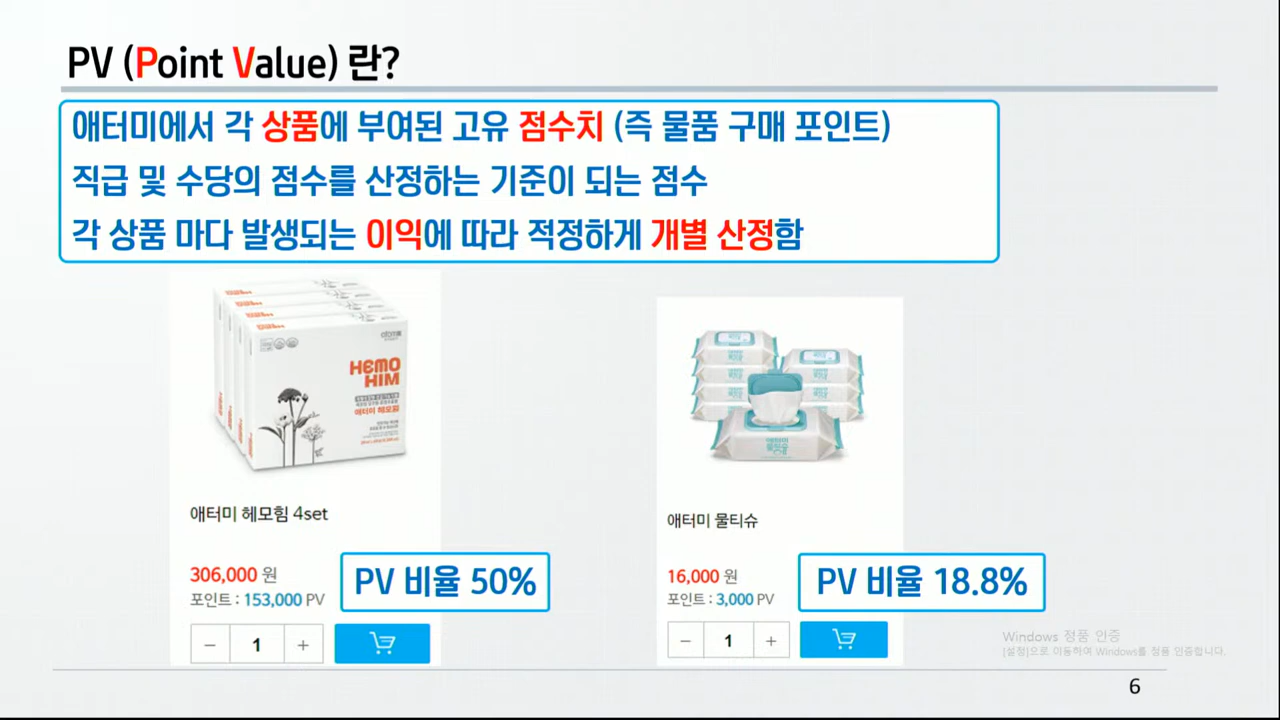 PV (Point Value) 란?
애터미에서 각 상품에 부여된 고유 점수치 (즉 물품 구매 포인트)
직급 및 수당의 점수를 산정하는 기준이 되는 점수
각 상품 마다 발생되는 이익에 따라 적정하게 개별 산정함
HEMO
HIM
애터미 헤모힘
애터미 헤모힘 4set
306,000 원
포인트 : 153,000 PV
PV 비율 50%
− 1 +
애터미 물티슈
16,000 원
포인트 : 3,000 PV
PV 비율 18.8%
− 1 +
Windows 정품 인증
[설정]으로 이동하여 Windows를 정품 인증합니다.
6